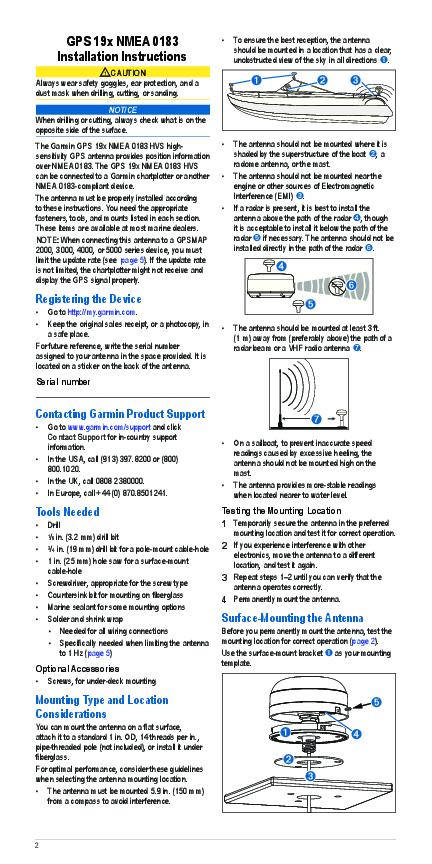 GPS 19x NMEA 0183
Installation Instructions
CAUTION
Always wear safety goggles, ear protection, and a
dust mask when drilling, cutting, or sanding.
NOTICE
When drilling or cutting, always check what is on the
opposite side of the surface.
The Garmin GPS 19x NMEA 0183 HVS high-
sensitivity GPS antenna provides position information
over NMEA 0183. The GPS 19x NMEA 0183 HVS
can be connected to a Garmin chartplotter or another
NMEA 0183-compliant device.
The antenna must be properly installed according
to these instructions. You need the appropriate
fasteners, tools, and mounts listed in each section.
These items are available at most marine dealers.
NOTE: When connecting this antenna to a GPSMAP
2000, 3000, 4000, or 5000 series device, you must
limit the update rate (see page 5). If the update rate
is not limited, the chartplotter might not receive and
display the GPS signal properly.
Registering the Device
• Go to http://my.garmin.com.
• Keep the original sales receipt, or a photocopy, in
a safe place.
For future reference, write the serial number
assigned to your antenna in the space provided. It is
located on a sticker on the back of the antenna.
Serial number
Contacting Garmin Product Support
• Go to www.garmin.com/support and click
Contact Support for in-country support
information.
• In the USA, call (913) 397.8200 or (800)
800.1020.
• In the UK, call 0808 2380000.
• In Europe, call +44 (0) 870.8501241.
Tools Needed
• Drill
• 1/8 in. (3.2 mm) drill bit
• 3/4 in. (19 mm) drill bit for a pole-mount cable-hole
• 1 in. (25 mm) hole saw for a surface-mount
cable-hole
• Screwdriver, appropriate for the screw type
• Countersink bit for mounting on fiberglass
• Marine sealant for some mounting options
• Solder and shrink wrap
• Needed for all wiring connections
• Specifically needed when limiting the antenna
to 1 Hz (page 5)
Optional Accessories
• Screws, for under-deck mounting
Mounting Type and Location
Considerations
You can mount the antenna on a flat surface,
attach it to a standard 1 in. OD, 14 threads per in.,
pipe-threaded pole (not included), or install it under
fiberglass.
For optimal performance, consider these guidelines
when selecting the antenna mounting location.
• The antenna must be mounted 5.9 in. (150 mm)
from a compass to avoid interference.
• To ensure the best reception, the antenna
should be mounted in a location that has a clear,
unobstructed view of the sky in all directions ➊.
➊ ➋ ➌
• The antenna should not be mounted where it is
shaded by the superstructure of the boat ➋, a
radome antenna, or the mast.
• The antenna should not be mounted near the
engine or other sources of Electromagnetic
Interference (EMI) ➌.
• If a radar is present, it is best to install the
antenna above the path of the radar ➍, though
it is acceptable to install it below the path of the
radar ➎ if necessary. The antenna should not be
installed directly in the path of the radar ➏.
➍
➏
➎
• The antenna should be mounted at least 3 ft.
(1 m) away from (preferably above) the path of a
radar beam or a VHF radio antenna ➐.
➐
• On a sailboat, to prevent inaccurate speed
readings caused by excessive heeling, the
antenna should not be mounted high on the
mast.
• The antenna provides more-stable readings
when located nearer to water level.
Testing the Mounting Location
1 Temporarily secure the antenna in the preferred
mounting location and test it for correct operation.
2 If you experience interference with other
electronics, move the antenna to a different
location, and test it again.
3 Repeat steps 1–2 until you can verify that the
antenna operates correctly.
4 Permanently mount the antenna.
Surface-Mounting the Antenna
Before you permanently mount the antenna, test the
mounting location for correct operation (page 2).
Use the surface-mount bracket ➊ as your mounting
template.
➎
➊ ➍
➋
➌
2